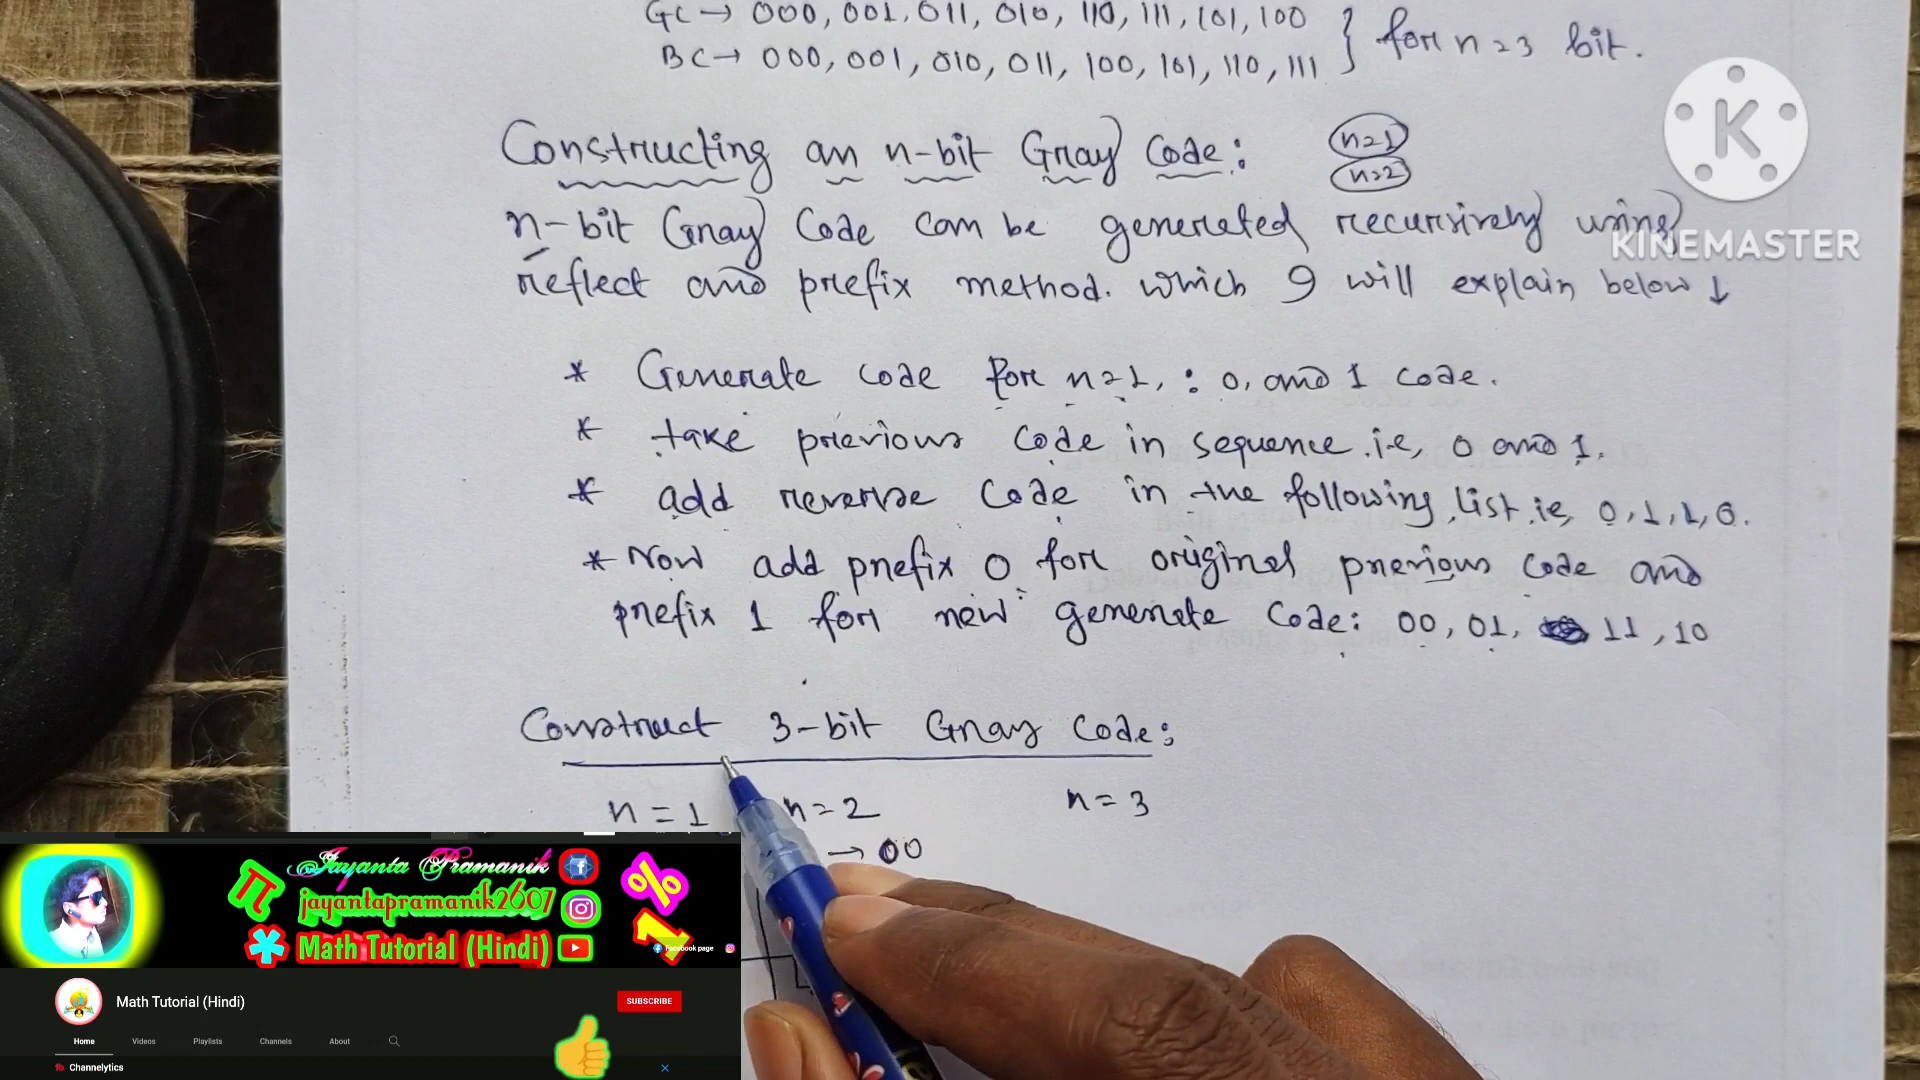 GC → 000, 001, 011, 010, 110, 111, 101, 100
BC → 000, 001, 010, 011, 100, 101, 110, 111 } for n=3 bit.
Constructing an n-bit Gray Code: n=1
n=2
n-bit Gray Code can be generated recursively using
reflect and prefix method. which I will explain below ↓
* Generate code for n=1, : 0, and 1 code.
* take previous code in sequence. i.e, 0 and 1.
* add reverse code in the following list. ie, 0, 1, 1, 0.
* Now add prefix 0 for original previous code and
prefix 1 for new generate code: 00, 01, 11, 10
Construct 3-bit Gray Code:
n = 1 n = 2 n = 3
→ 00
K
KINEMASTER
@Jayanta Pramanik
jayantapramanik2607
Math Tutorial (Hindi)
π
%
*
Facebook page
Math Tutorial (Hindi)
SUBSCRIBE
Home Videos Playlists Channels About
Channelytics